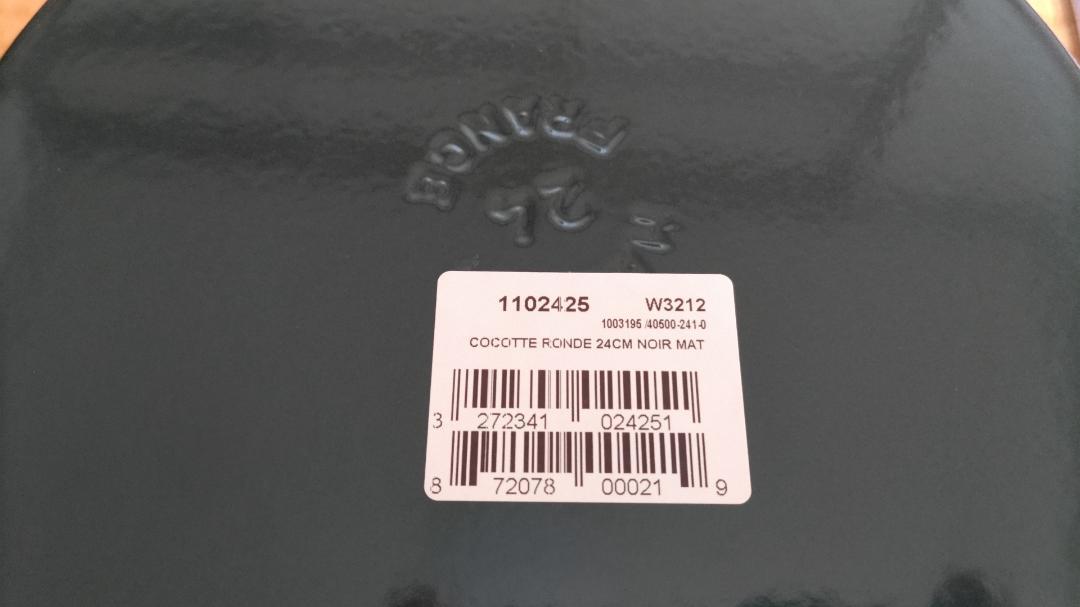 FRANCE
24
1102425 W3212
1003195 /40500-241-0
COCOTTE RONDE 24CM NOIR MAT
3 272341 024251
8 72078 00021 9